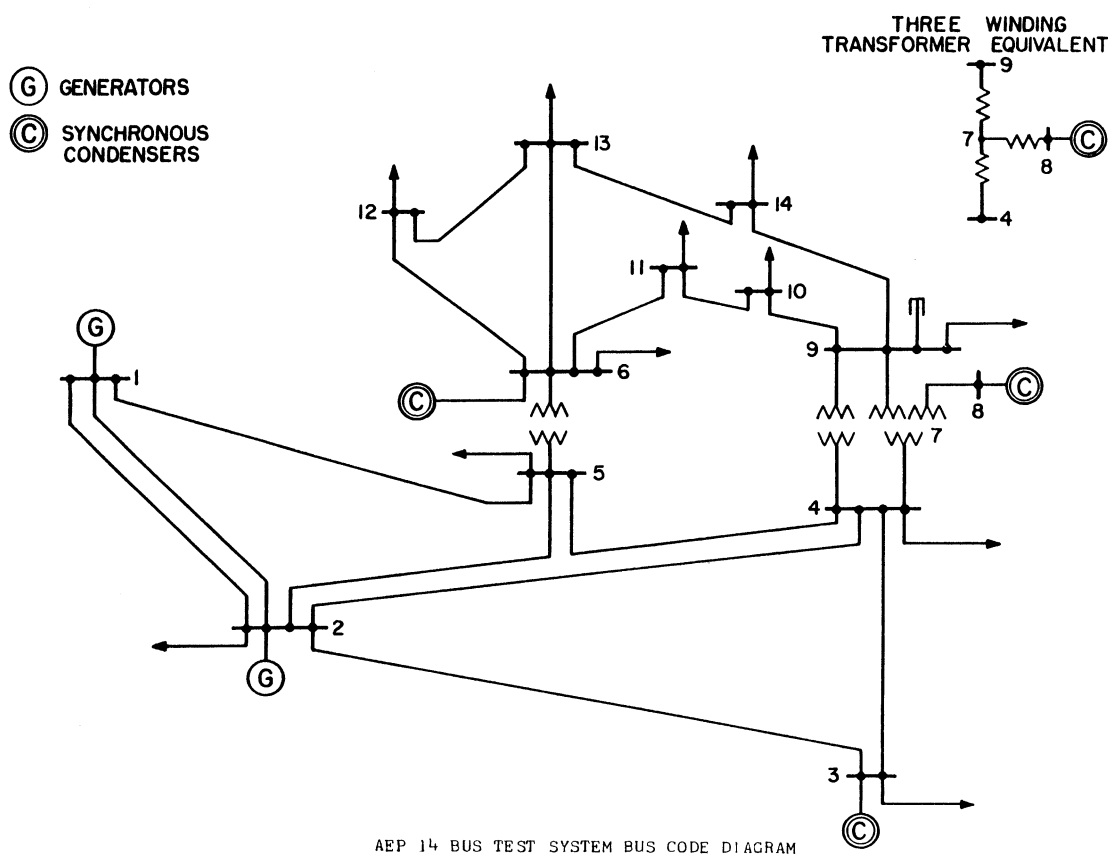 THREE WINDING
TRANSFORMER EQUIVALENT
9
7
C
8
4
G GENERATORS
C SYNCHRONOUS
CONDENSERS
13
12
14
11
10
G
1
9
6
C
8
C
7
5
4
2
G
3
C
AEP 14 BUS TEST SYSTEM BUS CODE DIAGRAM